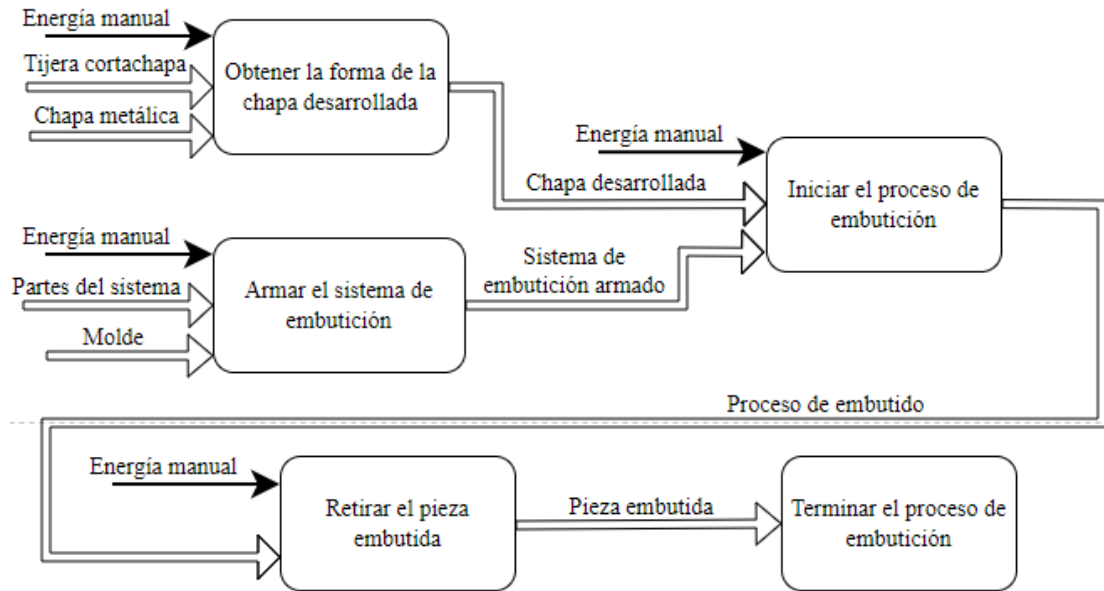 Energía manual
Tijera cortachapa
Chapa metálica
Obtener la forma de la
chapa desarrollada
Energía manual
Chapa desarrollada
Iniciar el proceso de
embutición
Energía manual
Partes del sistema
Molde
Armar el sistema de
embutición
Sistema de
embutición armado
Proceso de embutido
Energía manual
Retirar el pieza
embutida
Pieza embutida
Terminar el proceso de
embutición